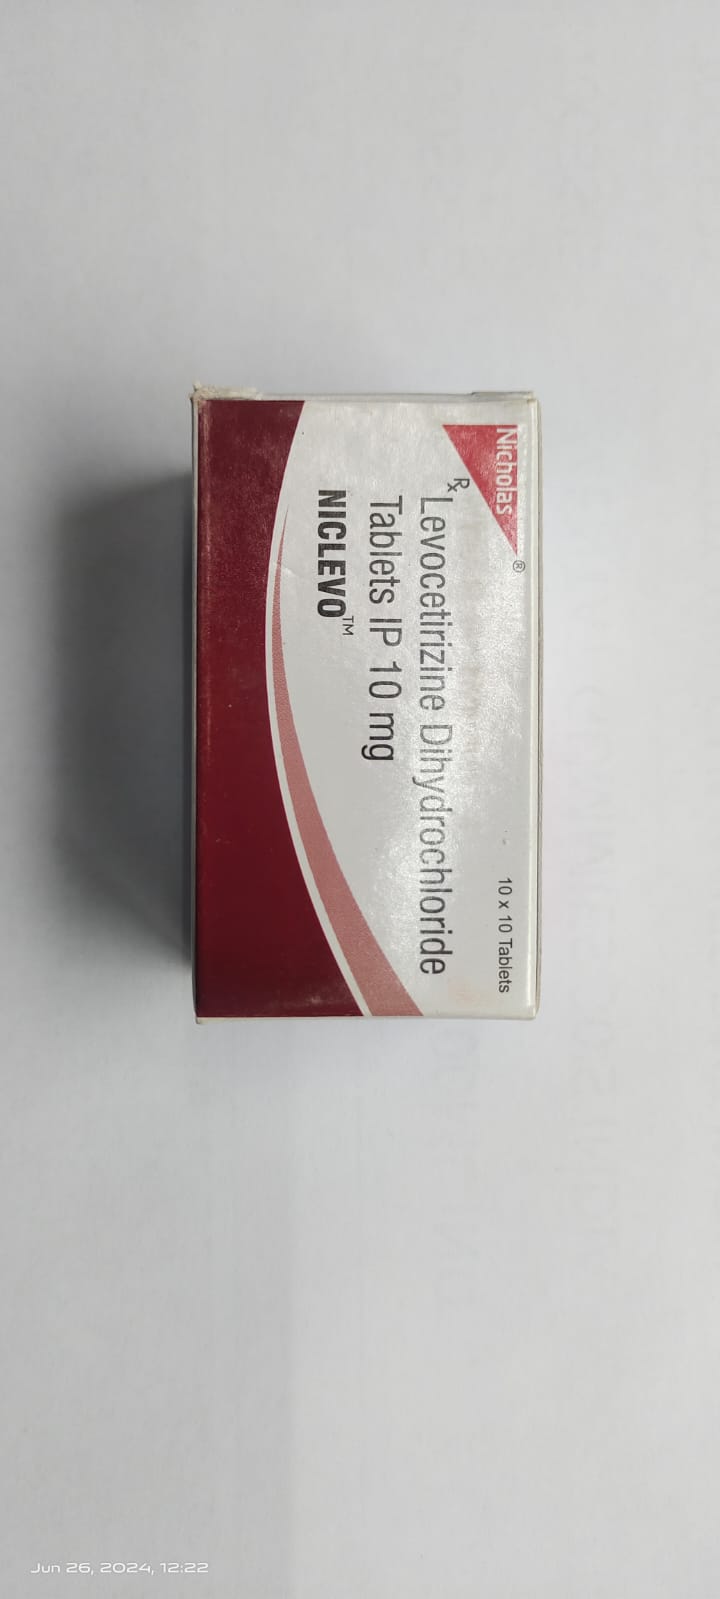 Nicholas®
10 x 10 Tablets
℞
Levocetirizine Dihydrochloride
Tablets IP 10 mg
NICLEVO™
Jun 26, 2024, 12:22